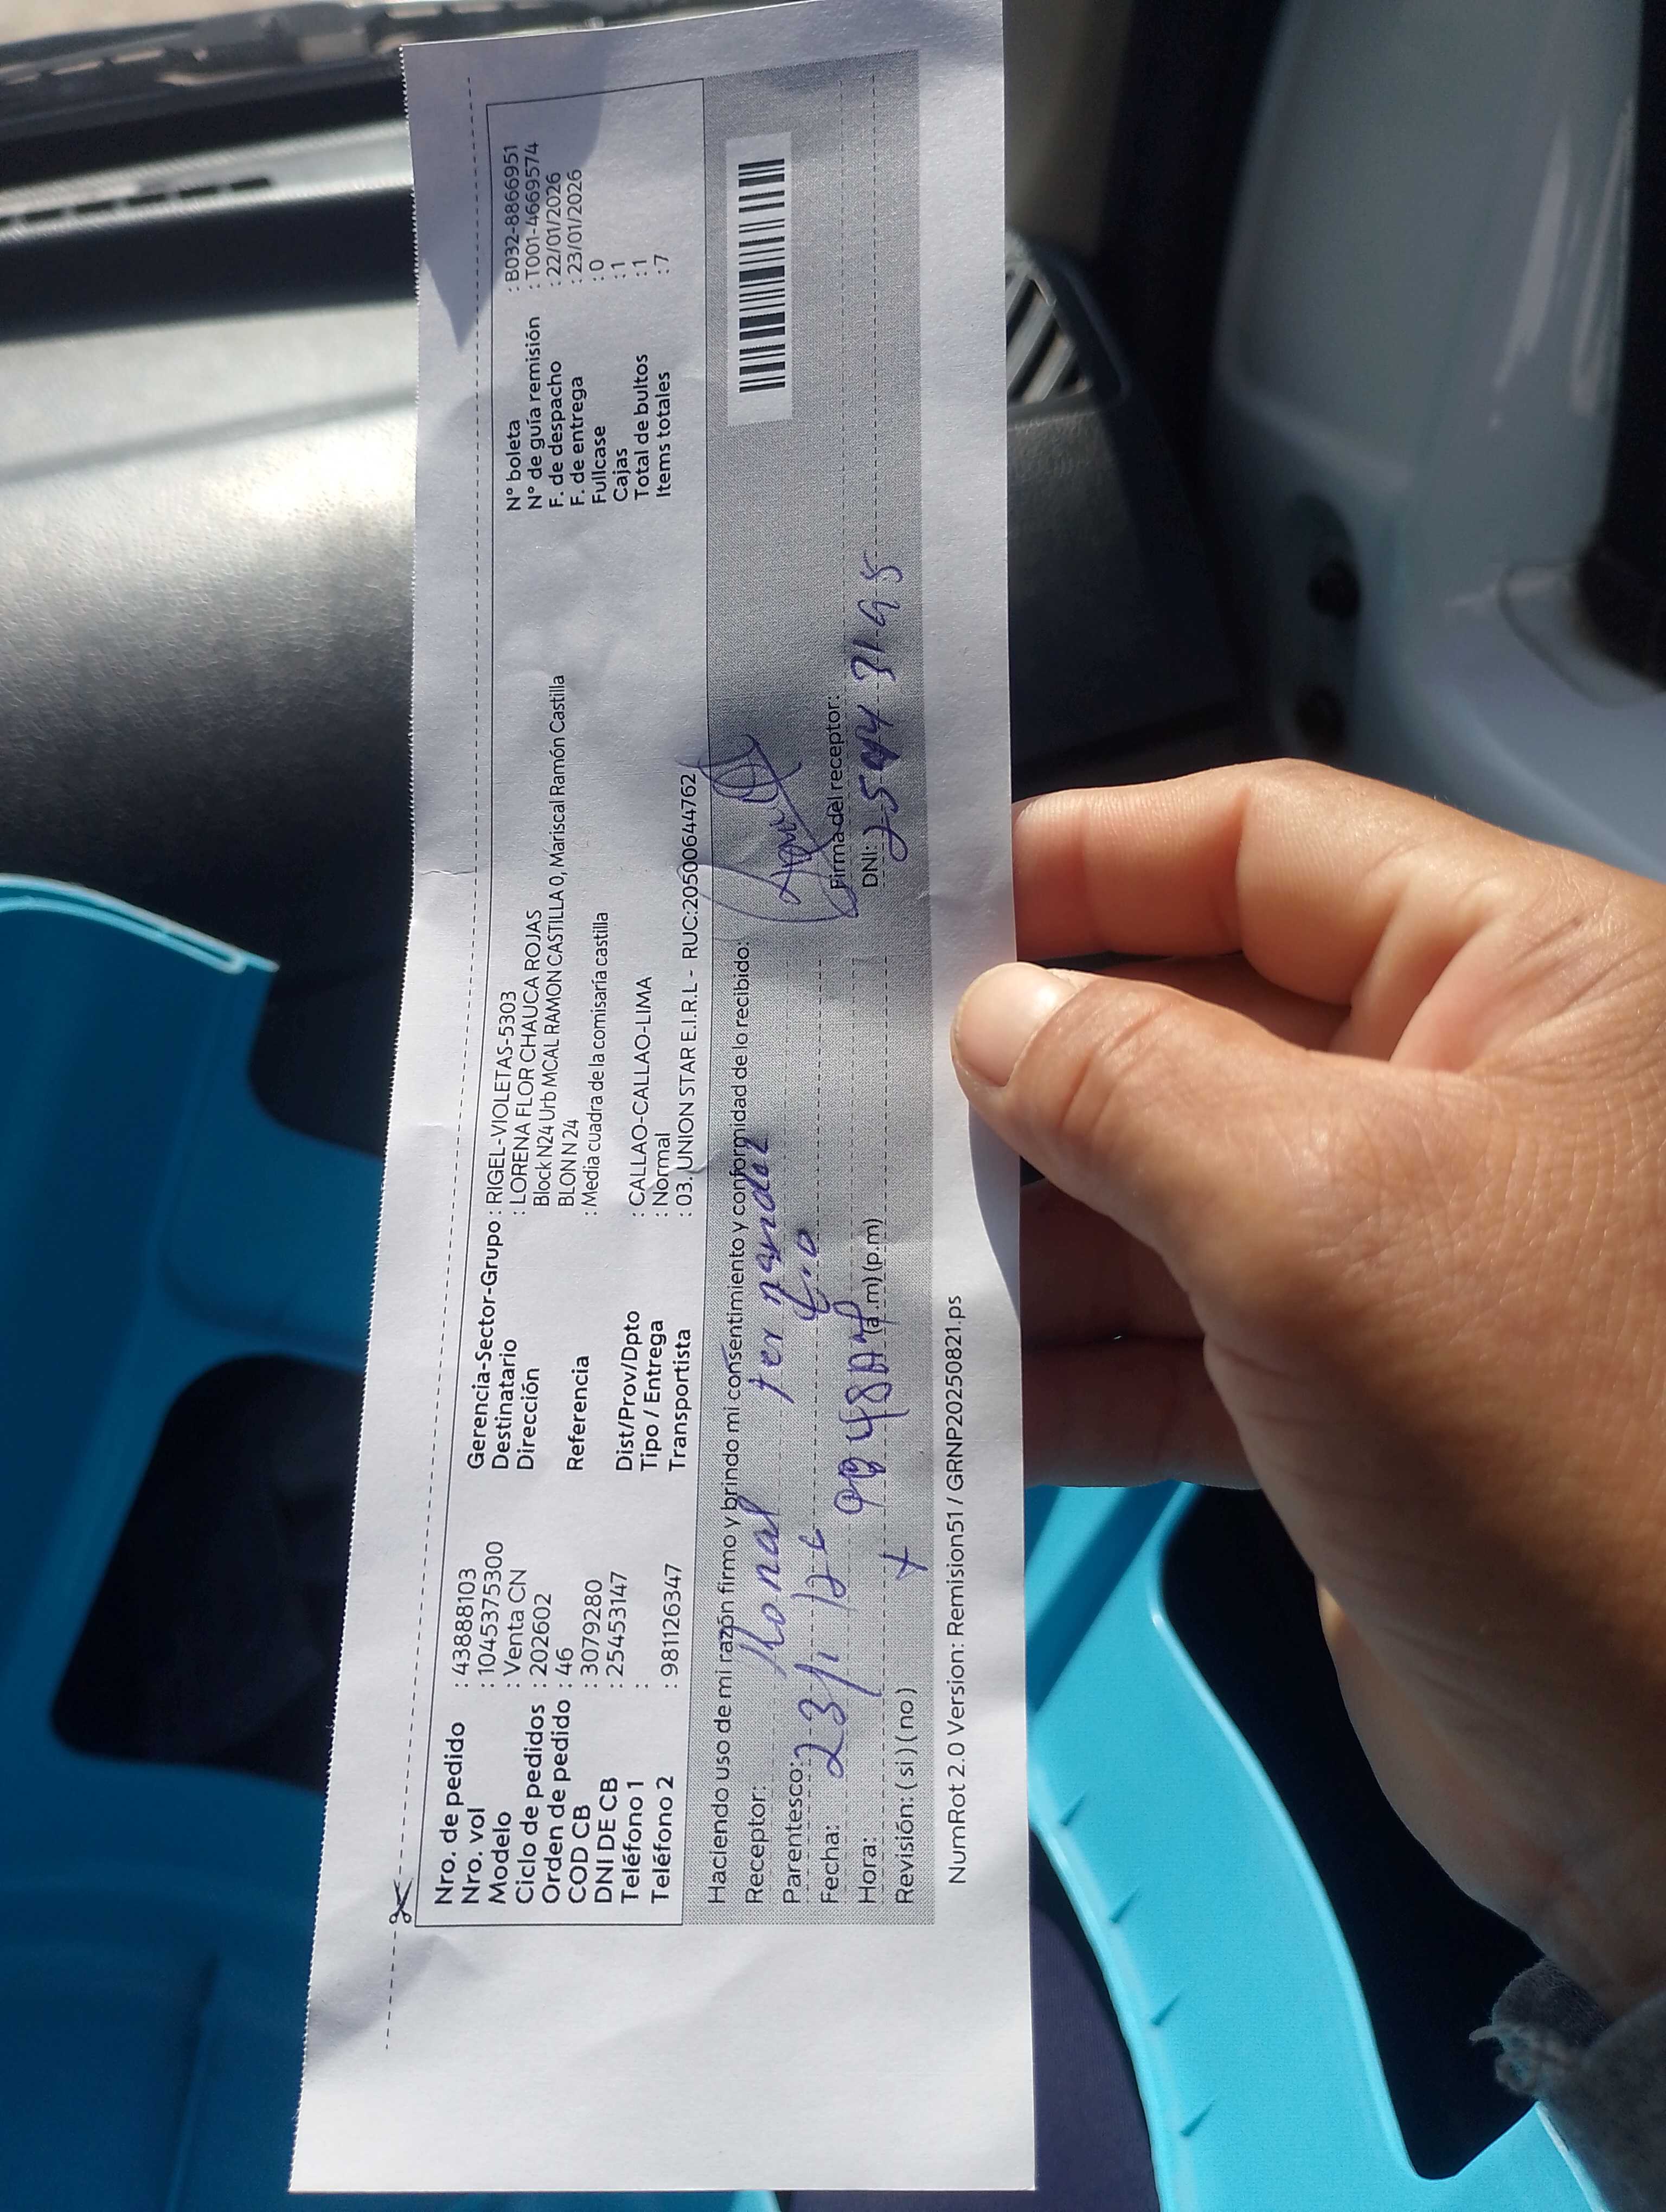 Nro. de pedido : 43888103
Nro. vol : 1045375300
Modelo : Venta CN
Ciclo de pedidos : 202602
Orden de pedido : 46
COD CB : 3079280
DNI DE CB : 25453147
Teléfono 1 :
Teléfono 2 : 981126347
Gerencia-Sector-Grupo : RIGEL-VIOLETAS-5303
Destinatario : LORENA FLOR CHAUCA ROJAS
Dirección Block N24 Urb MCAL RAMON CASTILLA 0, Mariscal Ramón Castilla
BLON N 24
Referencia : Media cuadra de la comisaría castilla
Dist/Prov/Dpto : CALLAO-CALLAO-LIMA
Tipo / Entrega : Normal
Transportista : 03. UNION STAR E.I.R.L - RUC:20500644762
N° boleta : B032-8866951
N° de guía remisión : T001-4669574
F. de despacho : 22/01/2026
F. de entrega : 23/01/2026
Fullcase : 0
Cajas : 1
Total de bultos : 1
Items totales : 7
Haciendo uso de mi razón firmo y brindo mi consentimiento y conformidad de lo recibido:
Receptor:
Parentesco:
Fecha: 23/1
Hora: (a.m) (p.m)
Revisión: (si) (no)
Firma del receptor:
DNI:
NumRot 2.0 Version: Remision51 / GRNP20250821.ps